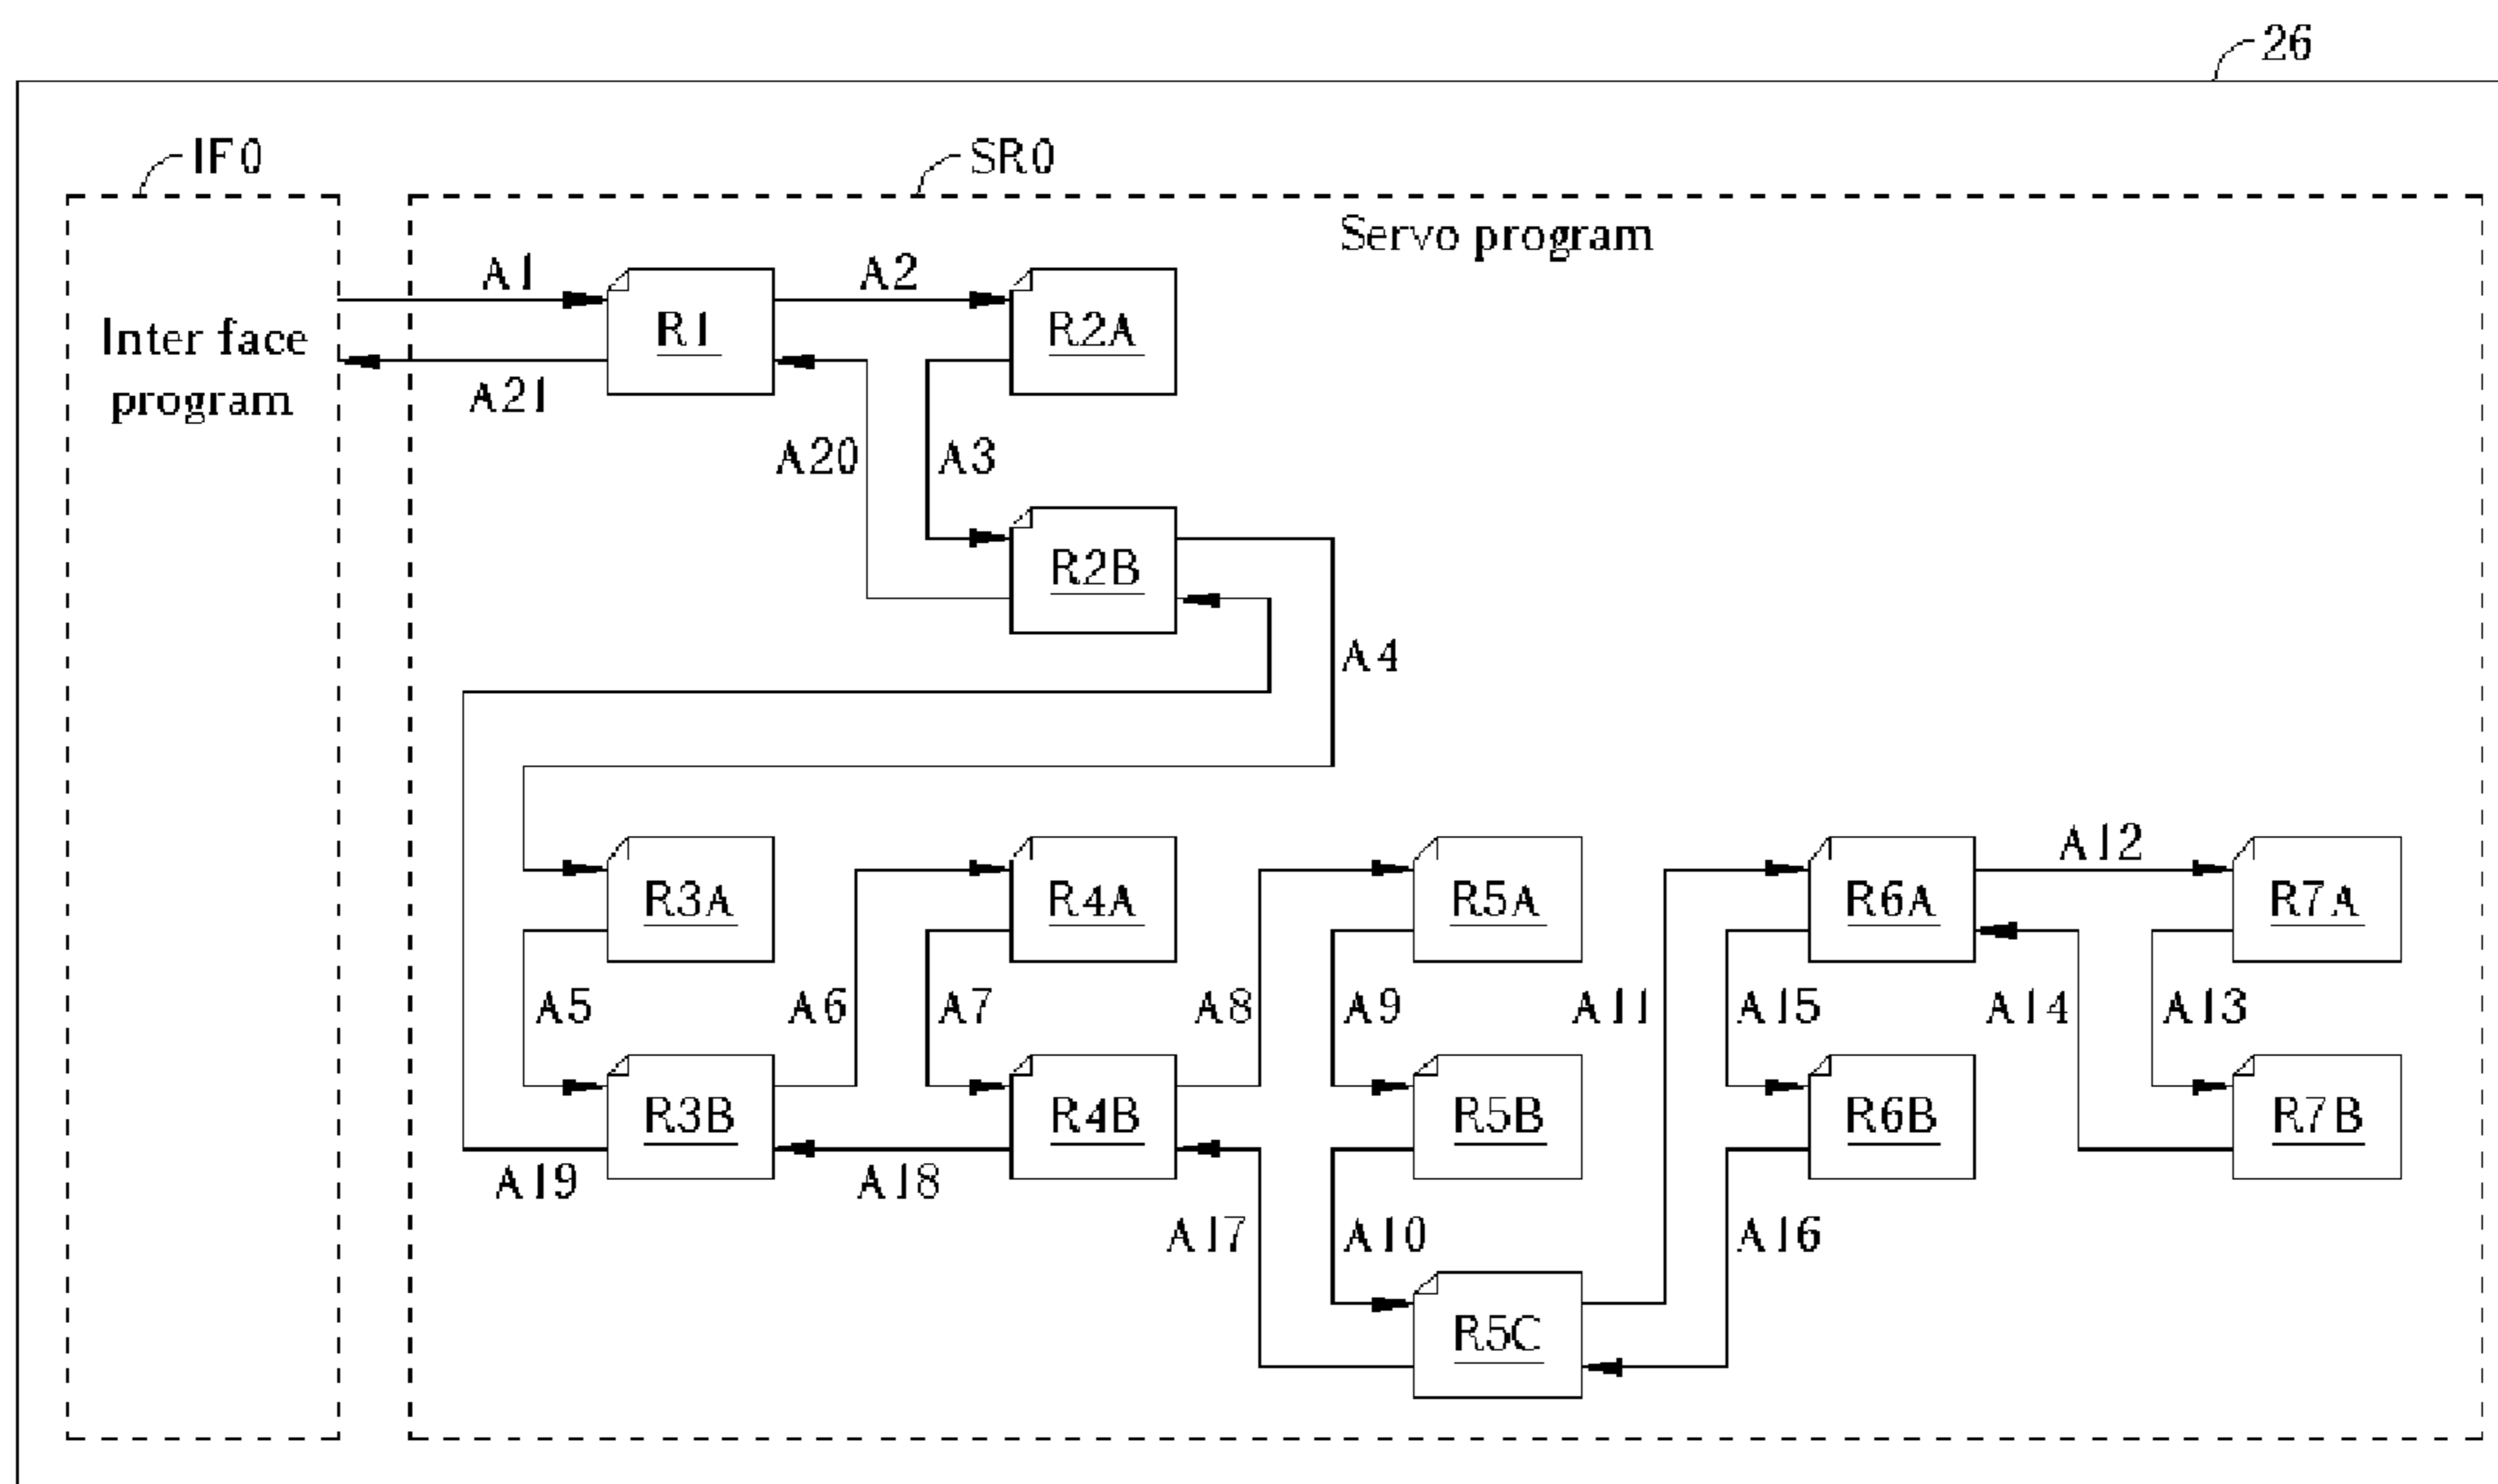 26
IF0
SR0
Servo program
A1
A2
R1
R2A
Inter face
program
A21
A20
A3
R2B
A4
A12
R3A
R4A
R5A
R6A
R7A
A5
A6
A7
A8
A9
A11
A15
A14
A13
R3B
R4B
R5B
R6B
R7B
A19
A18
A17
A10
A16
R5C